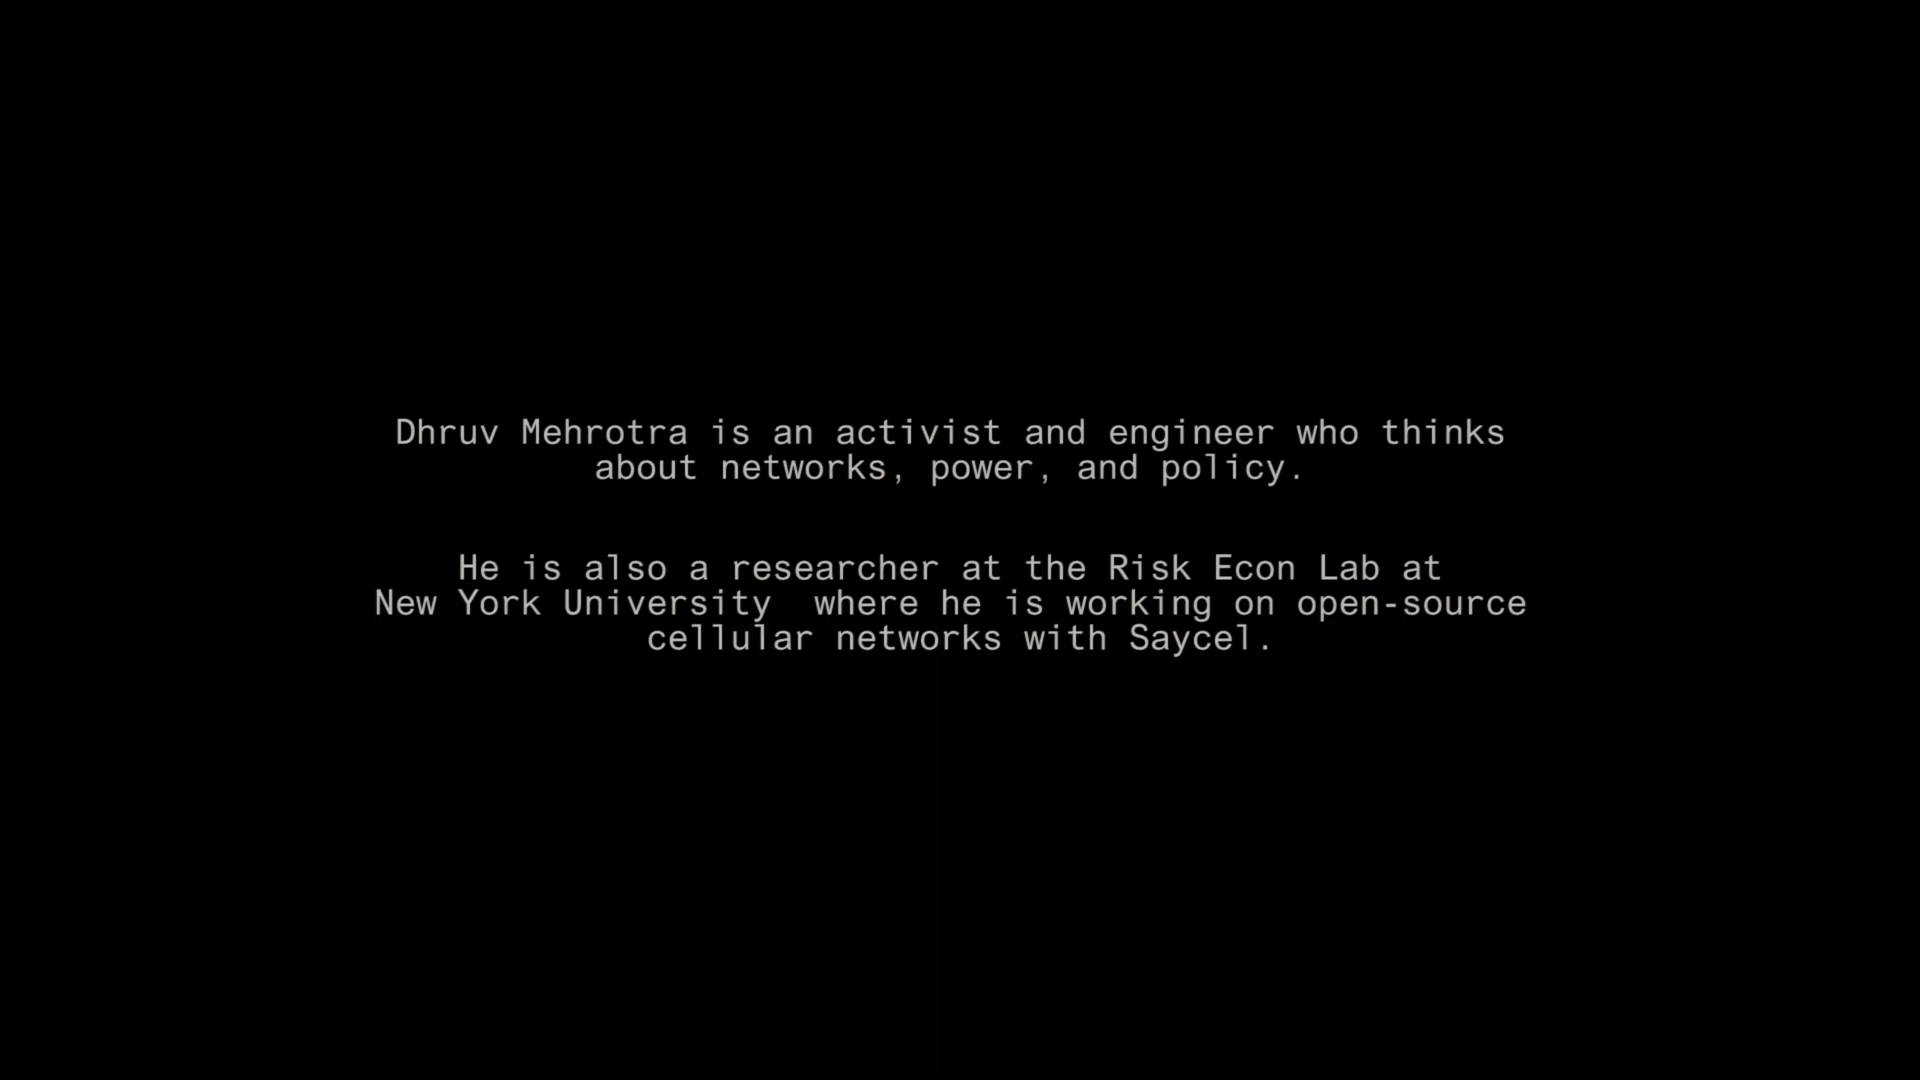 Dhruv Mehrotra is an activist and engineer who thinks
about networks, power, and policy.
He is also a researcher at the Risk Econ Lab at
New York University  where he is working on open-source
cellular networks with Saycel.